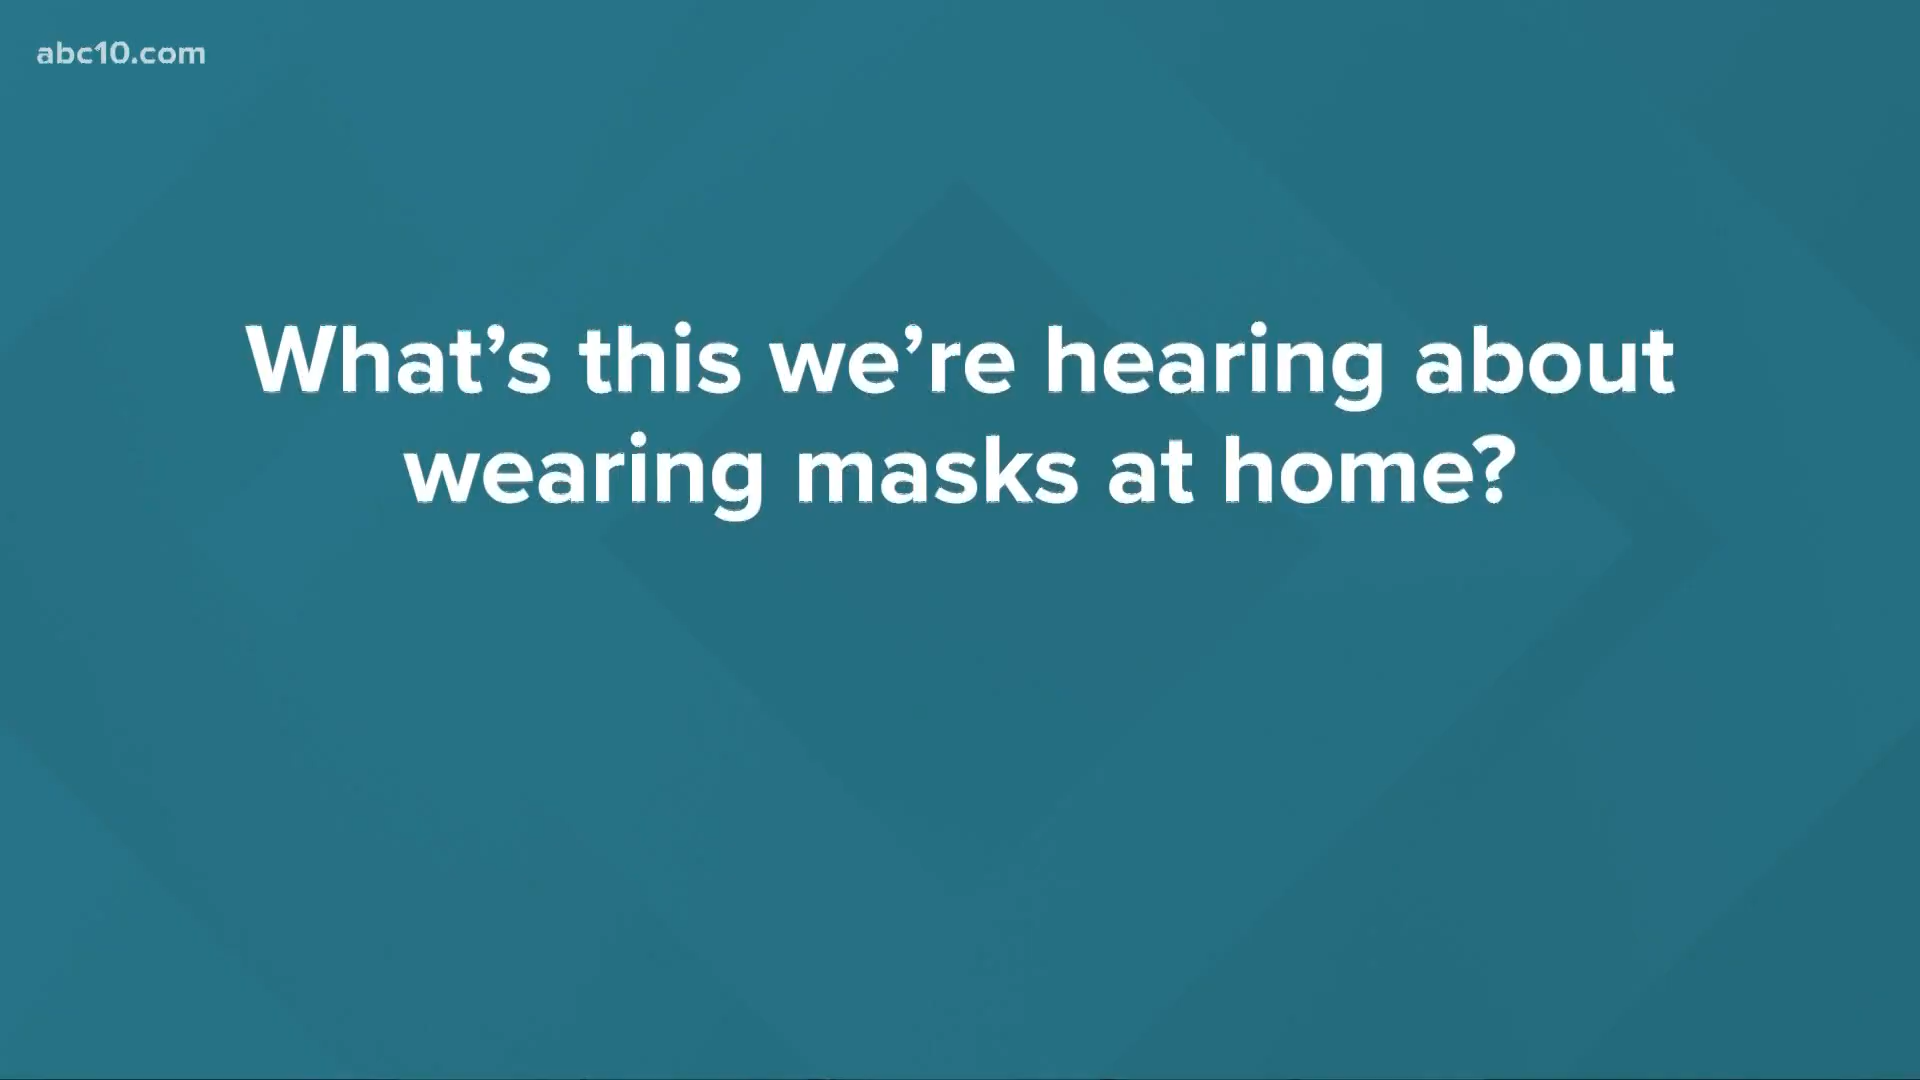 abc10.com
What’s this we’re hearing about
wearing masks at home?